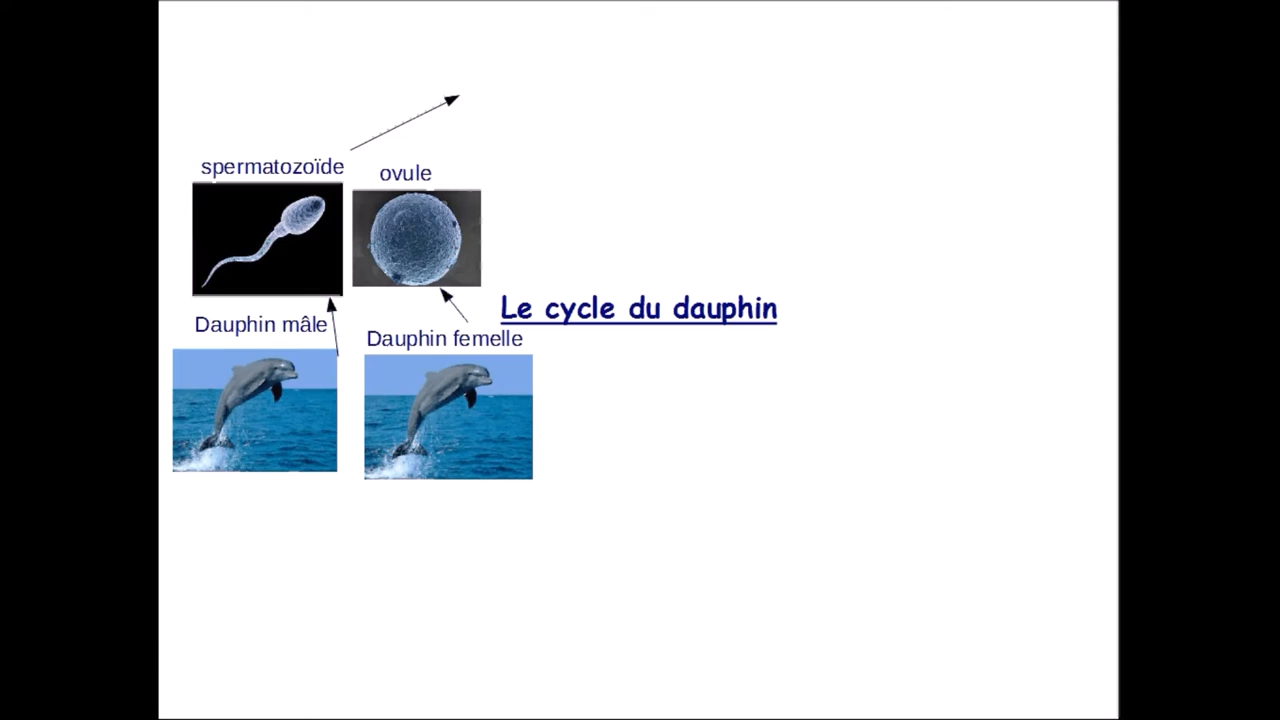 spermatozoïde
ovule
Le cycle du dauphin
Dauphin mâle
Dauphin femelle